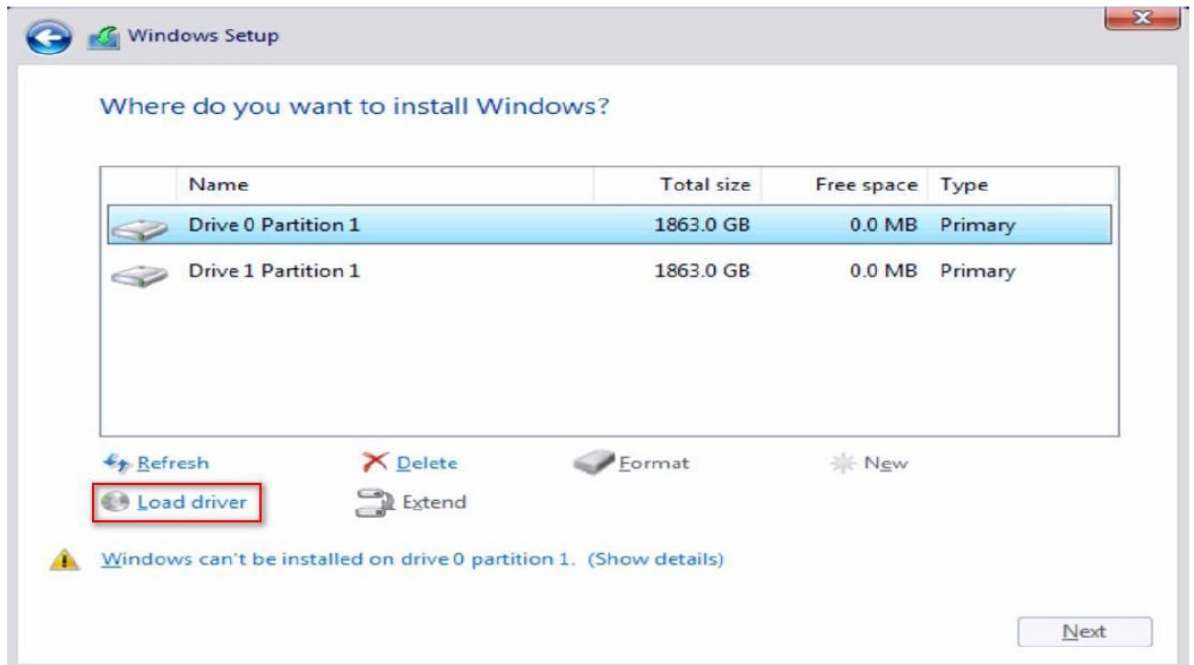 Windows Setup
Where do you want to install Windows?
Name Total size Free space Type
Drive 0 Partition 1 1863.0 GB 0.0 MB Primary
Drive 1 Partition 1 1863.0 GB 0.0 MB Primary
Refresh Delete Format New
Load driver Extend
Windows can't be installed on drive 0 partition 1. (Show details)
Next